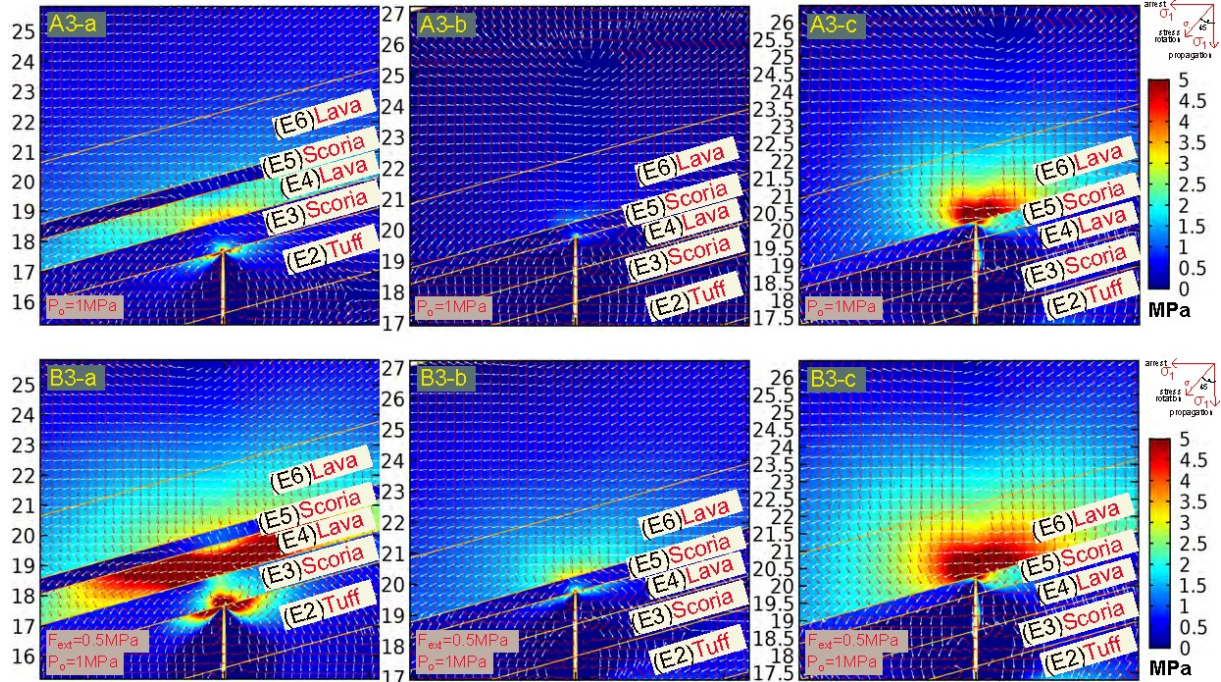 A3-a
25
24
23
22
21
20
19
18
17
16
(E6)Lava
(E5)Scoria
(E4)Lava
(E3)Scoria
(E2)Tuff
Po=1MPa
A3-b
27
26
25
24
23
22
21
20
19
18
17
(E6)Lava
(E5)Scoria
(E4)Lava
(E3)Scoria
(E2)Tuff
Po=1MPa
A3-c
26
25.5
25
24.5
24
23.5
23
22.5
22
21.5
21
20.5
20
19.5
19
18.5
18
17.5
(E6)Lava
(E5)Scoria
(E4)Lava
(E3)Scoria
(E2)Tuff
Po=1MPa
arrest
σ1
σ
45
stress
rotation
σ1
propagation
5
4.5
4
3.5
3
2.5
2
1.5
1
0.5
0
MPa
B3-a
25
24
23
22
21
20
19
18
17
16
(E6)Lava
(E5)Scoria
(E4)Lava
(E3)Scoria
(E2)Tuff
Fext=0.5MPa
Po=1MPa
B3-b
27
26
25
24
23
22
21
20
19
18
17
(E6)Lava
(E5)Scoria
(E4)Lava
(E3)Scoria
(E2)Tuff
Fext=0.5MPa
Po=1MPa
B3-c
26
25.5
25
24.5
24
23.5
23
22.5
22
21.5
21
20.5
20
19.5
19
18.5
18
17.5
(E6)Lava
(E5)Scoria
(E4)Lava
(E3)Scoria
(E2)Tuff
Fext=0.5MPa
Po=1MPa
arrest
σ1
σ
45
stress
rotation
σ1
propagation
5
4.5
4
3.5
3
2.5
2
1.5
1
0.5
0
MPa